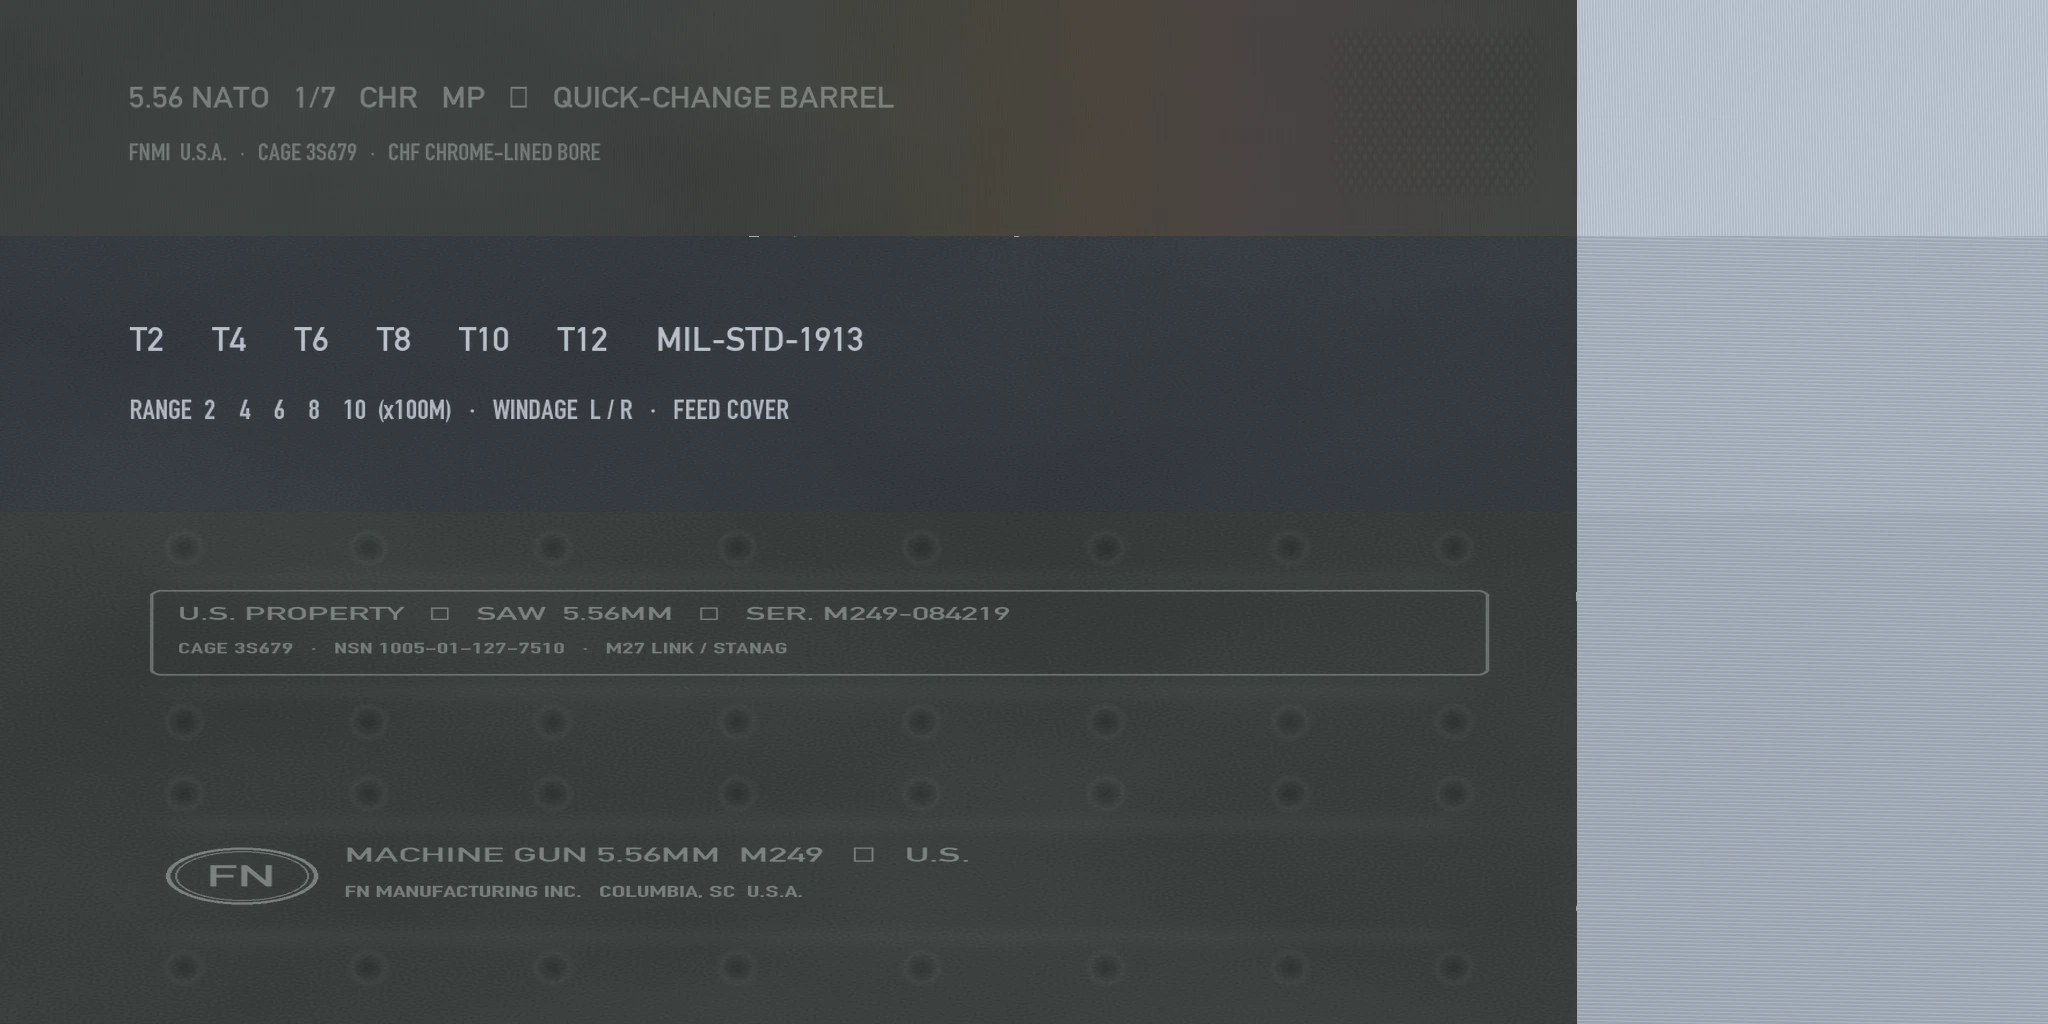 5.56 NATO 1/7 CHR MP □ QUICK-CHANGE BARREL
FNMI U.S.A. · CAGE 3S679 · CHF CHROME-LINED BORE
T2 T4 T6 T8 T10 T12 MIL-STD-1913
RANGE 2 4 6 8 10 (x100M) · WINDAGE L / R · FEED COVER
U.S. PROPERTY □ SAW 5.56MM □ SER. M249-084219
CAGE 3S679 · NSN 1005-01-127-7510 · M27 LINK / STANAG
FN
MACHINE GUN 5.56MM M249 □ U.S.
FN MANUFACTURING INC. COLUMBIA, SC U.S.A.